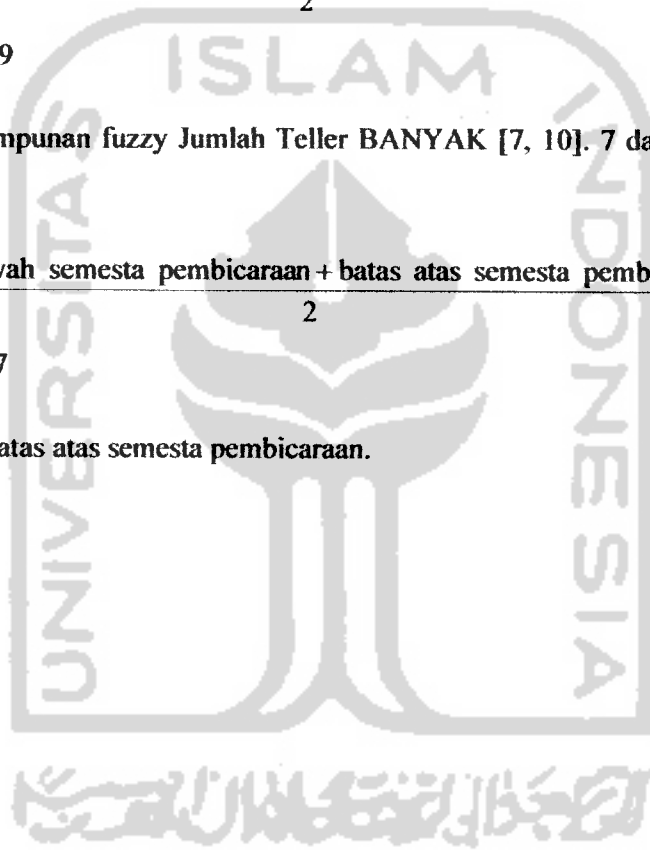 2
9
mpunan fuzzy Jumlah Teller BANYAK [7, 10]. 7 da
vah semesta pembicaraan + batas atas semesta pemb
2
7
atas atas semesta pembicaraan.
ISLAM
UNIVERSITAS
INDONESIA